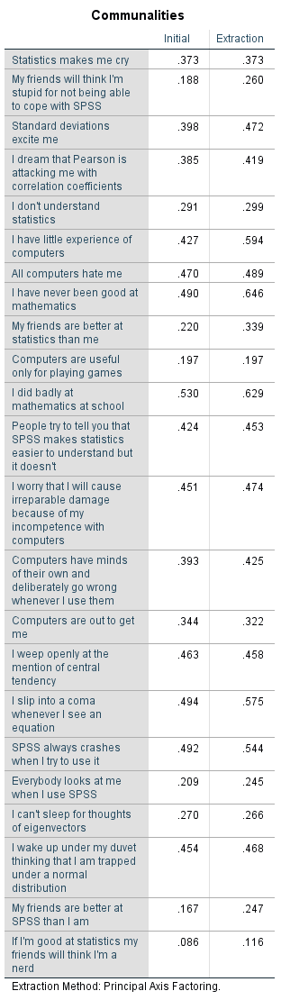 Communalities
Initial Extraction
Statistics makes me cry .373 .373
My friends will think I'm .188 .260
stupid for not being able
to cope with SPSS
Standard deviations .398 .472
excite me
I dream that Pearson is .385 .419
attacking me with
correlation coefficients
I don't understand .291 .299
statistics
I have little experience of .427 .594
computers
All computers hate me .470 .489
I have never been good at .490 .646
mathematics
My friends are better at .220 .339
statistics than me
Computers are useful .197 .197
only for playing games
I did badly at .530 .629
mathematics at school
People try to tell you that .424 .453
SPSS makes statistics
easier to understand but
it doesn't
I worry that I will cause .451 .474
irreparable damage
because of my
incompetence with
computers
Computers have minds .393 .425
of their own and
deliberately go wrong
whenever I use them
Computers are out to get .344 .322
me
I weep openly at the .463 .458
mention of central
tendency
I slip into a coma .494 .575
whenever I see an
equation
SPSS always crashes .492 .544
when I try to use it
Everybody looks at me .209 .245
when I use SPSS
I can't sleep for thoughts .270 .266
of eigenvectors
I wake up under my duvet .454 .468
thinking that I am trapped
under a normal
distribution
My friends are better at .167 .247
SPSS than I am
If I'm good at statistics my .086 .116
friends will think I'm a
nerd
Extraction Method: Principal Axis Factoring.